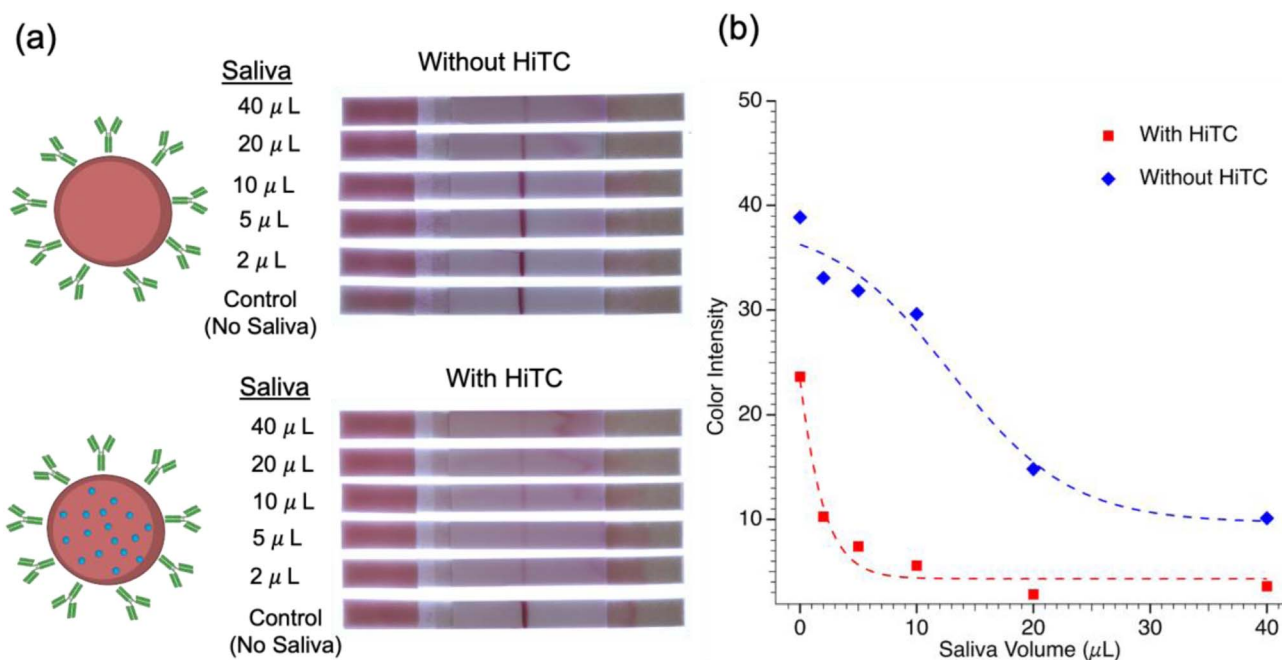 (a)
Saliva
Without HiTC
40 μL
20 μL
10 μL
5 μL
2 μL
Control
(No Saliva)
Saliva
With HiTC
40 μL
20 μL
10 μL
5 μL
2 μL
Control
(No Saliva)
(b)
50
40
30
20
10
Color Intensity
With HiTC
Without HiTC
0 10 20 30 40
Saliva Volume (μL)